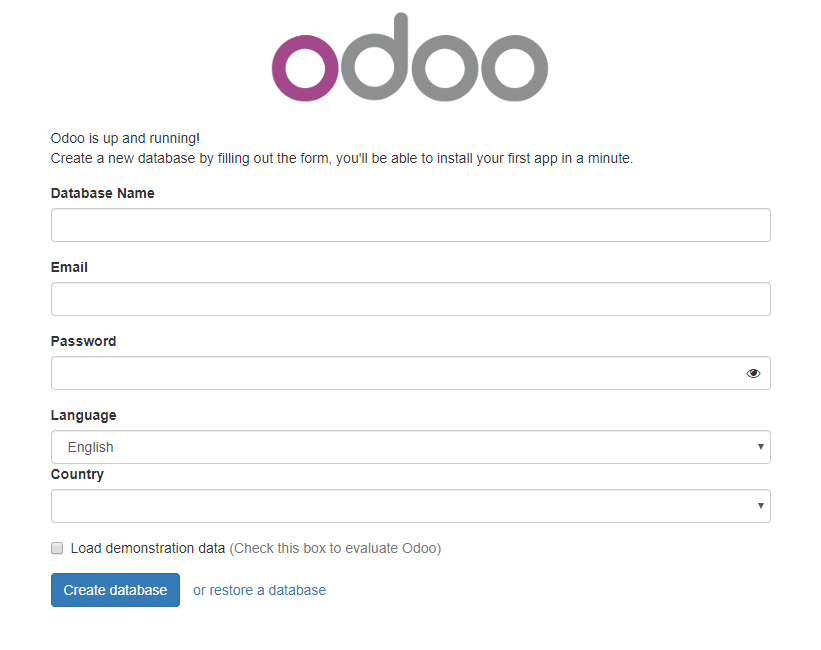 odoo
Odoo is up and running!
Create a new database by filling out the form, you'll be able to install your first app in a minute.
Database Name
Email
Password
Language
English
Country
Load demonstration data (Check this box to evaluate Odoo)
Create database or restore a database